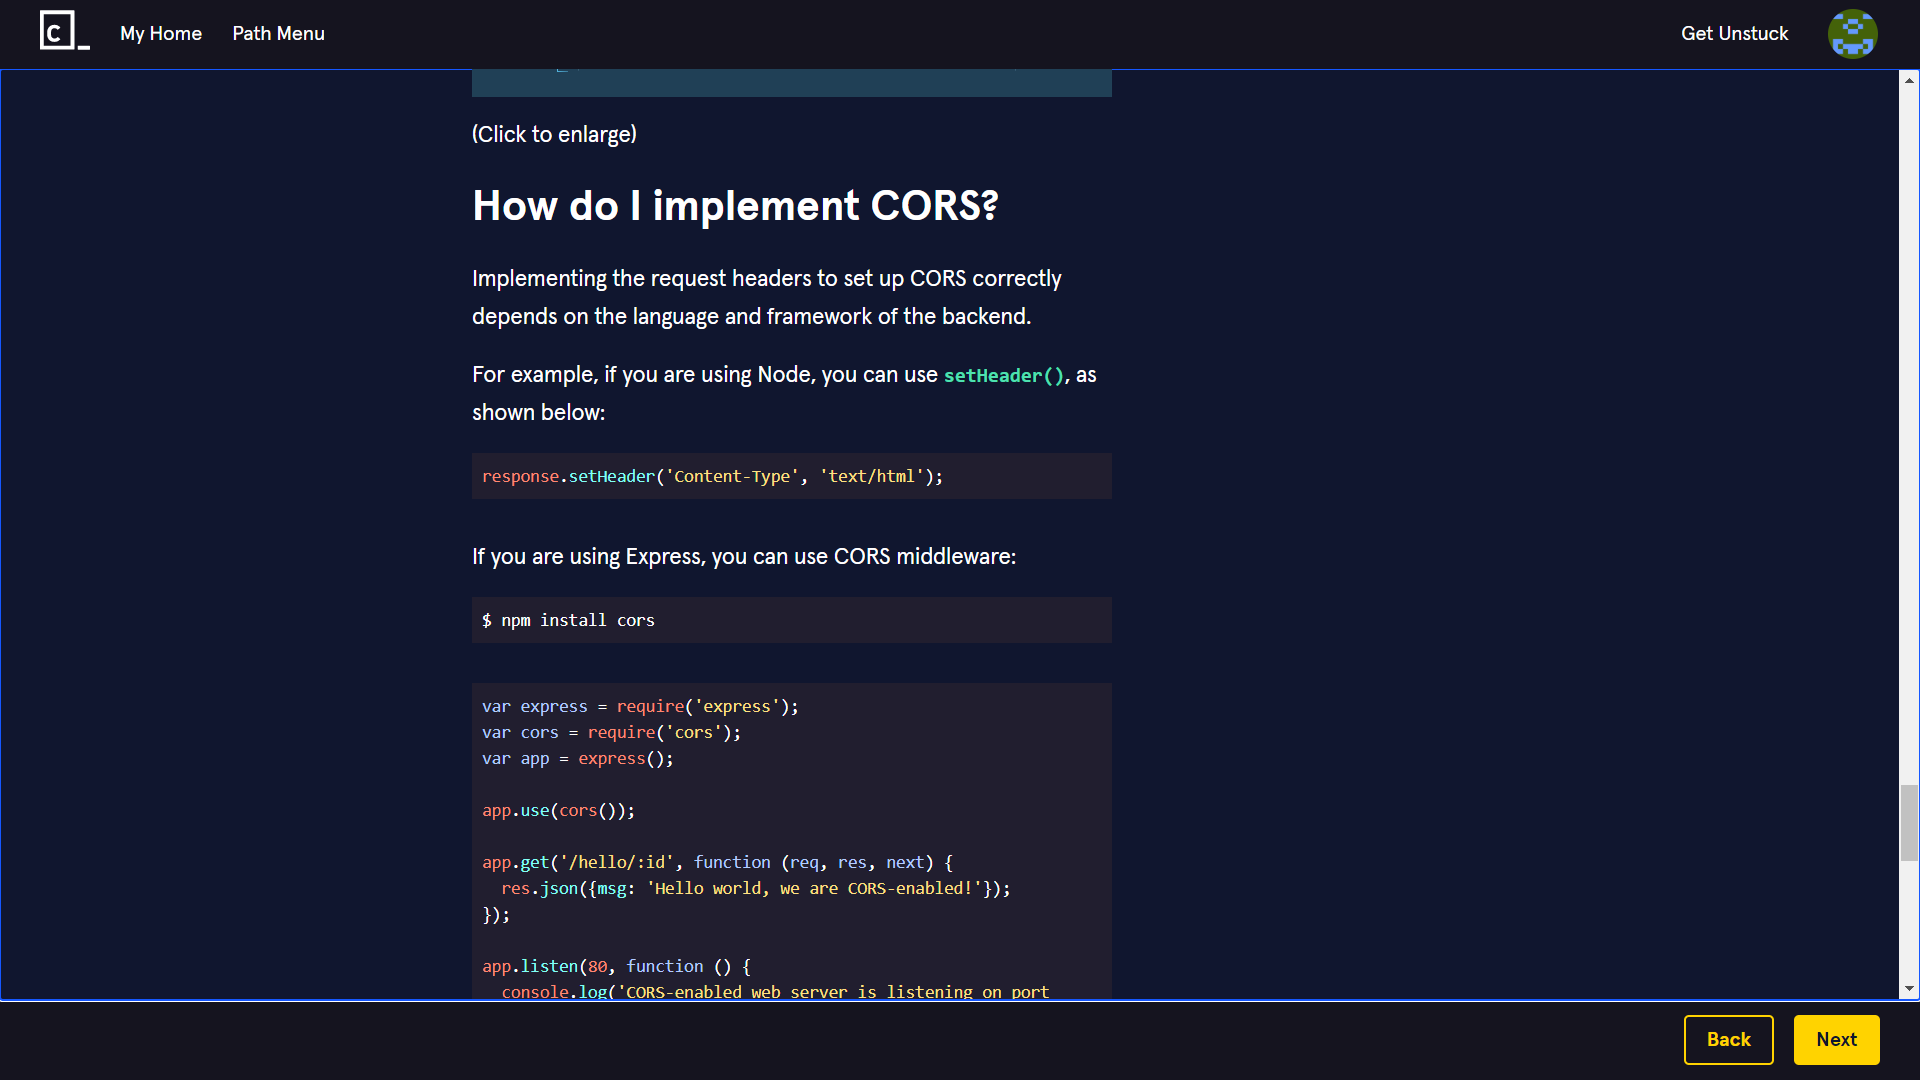 C_ My Home Path Menu Get Unstuck
(Click to enlarge)
How do I implement CORS?
Implementing the request headers to set up CORS correctly
depends on the language and framework of the backend.
For example, if you are using Node, you can use setHeader(), as
shown below:
response.setHeader('Content-Type', 'text/html');
If you are using Express, you can use CORS middleware:
$ npm install cors
var express = require('express');
var cors = require('cors');
var app = express();
app.use(cors());
app.get('/hello/:id', function (req, res, next) {
  res.json({msg: 'Hello world, we are CORS-enabled!'});
});
app.listen(80, function () {
  console.log('CORS-enabled web server is listening on port
Back Next